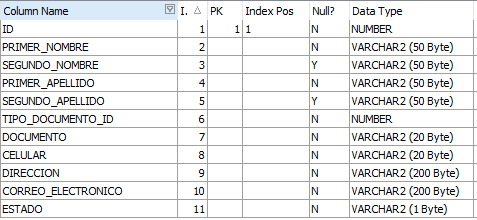 Column Name I. PK Index Pos Null? Data Type
ID 1 1 1 N NUMBER
PRIMER_NOMBRE 2 N VARCHAR2 (50 Byte)
SEGUNDO_NOMBRE 3 Y VARCHAR2 (50 Byte)
PRIMER_APELLIDO 4 N VARCHAR2 (50 Byte)
SEGUNDO_APELLIDO 5 Y VARCHAR2 (50 Byte)
TIPO_DOCUMENTO_ID 6 N NUMBER
DOCUMENTO 7 N VARCHAR2 (20 Byte)
CELULAR 8 N VARCHAR2 (20 Byte)
DIRECCION 9 N VARCHAR2 (200 Byte)
CORREO_ELECTRONICO 10 N VARCHAR2 (200 Byte)
ESTADO 11 N VARCHAR2 (1 Byte)